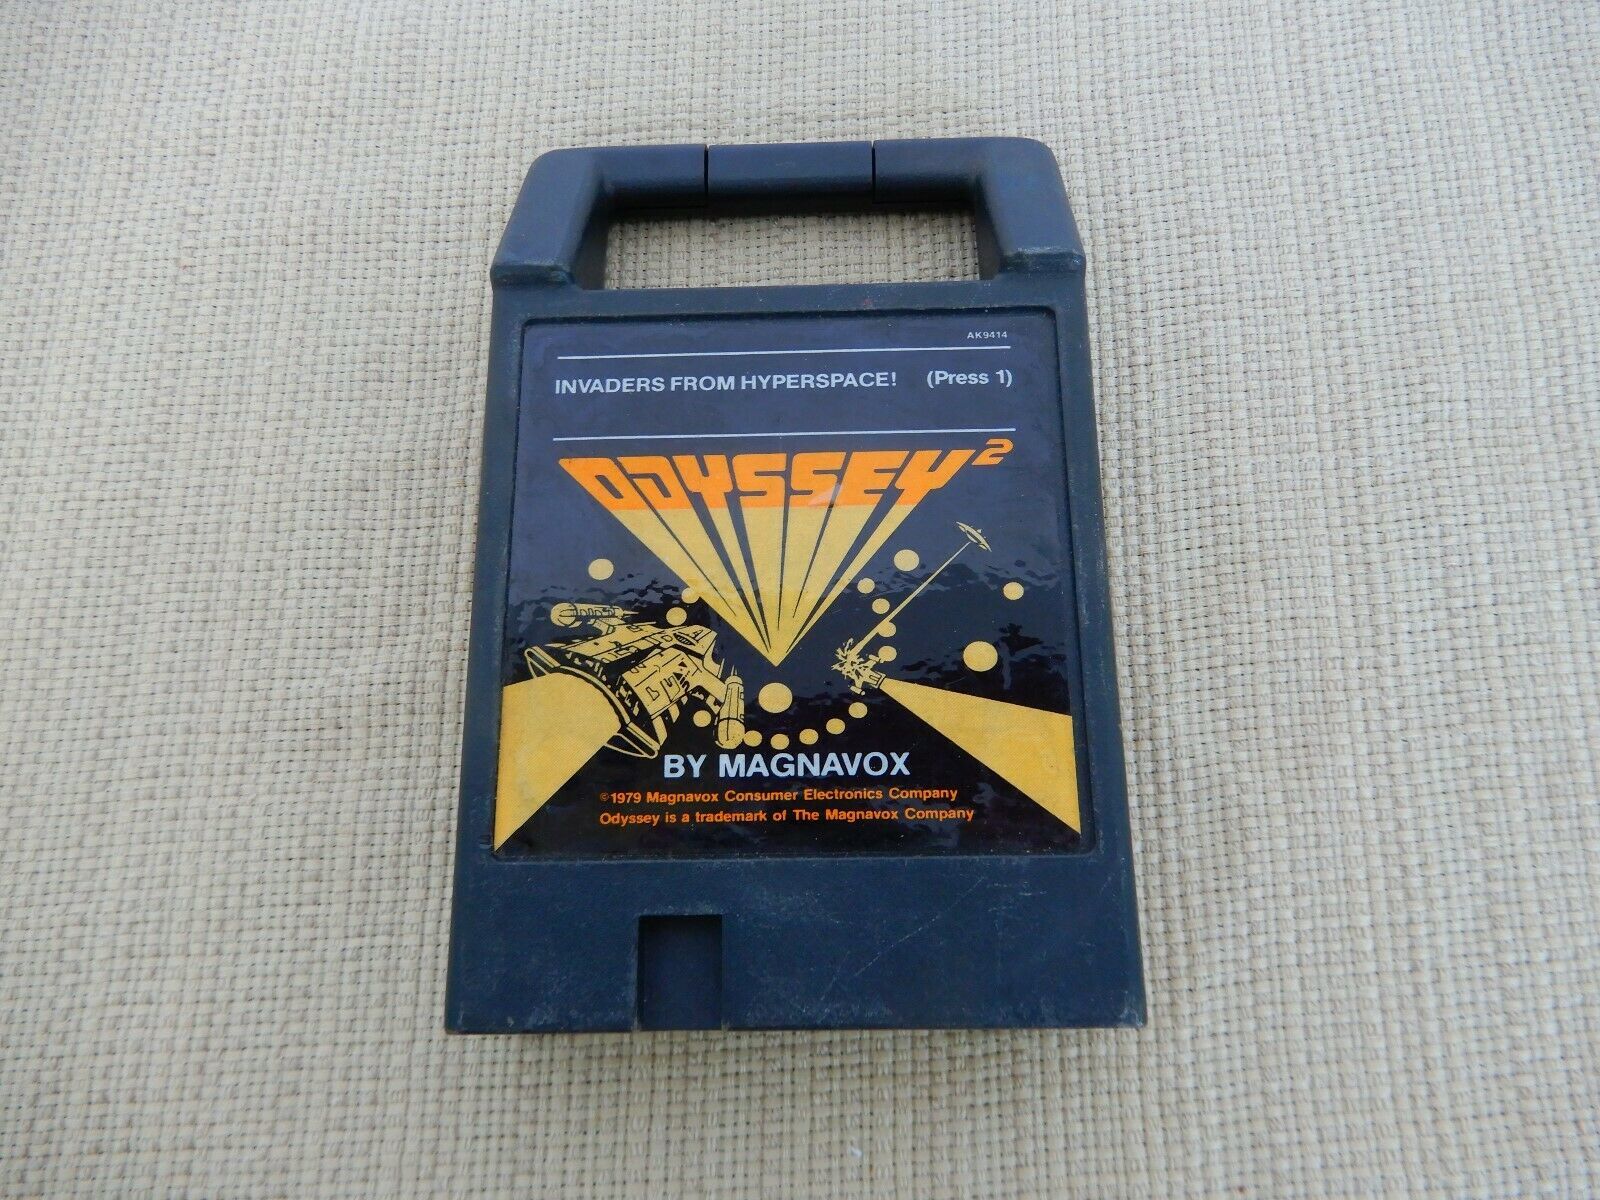 AK9414
INVADERS FROM HYPERSPACE! (Press 1)
ODYSSEY²
BY MAGNAVOX
©1979 Magnavox Consumer Electronics Company
Odyssey is a trademark of The Magnavox Company